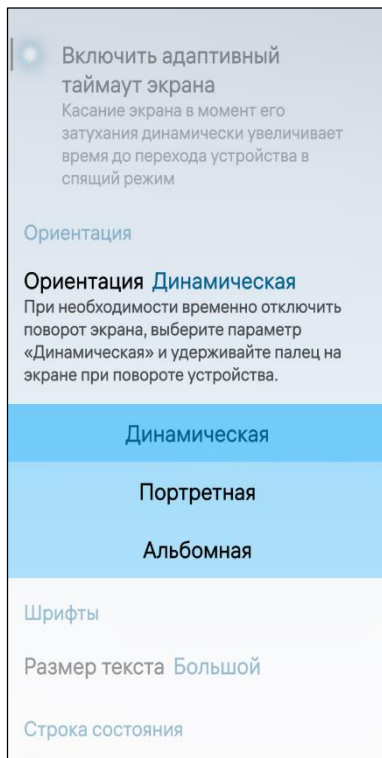 Включить адаптивный
таймаут экрана
Касание экрана в момент его
затухания динамически увеличивает
время до перехода устройства в
спящий режим
Ориентация
Ориентация Динамическая
При необходимости временно отключить
поворот экрана, выберите параметр
«Динамическая» и удерживайте палец на
экране при повороте устройства.
Динамическая
Портретная
Альбомная
Шрифты
Размер текста Большой
Строка состояния